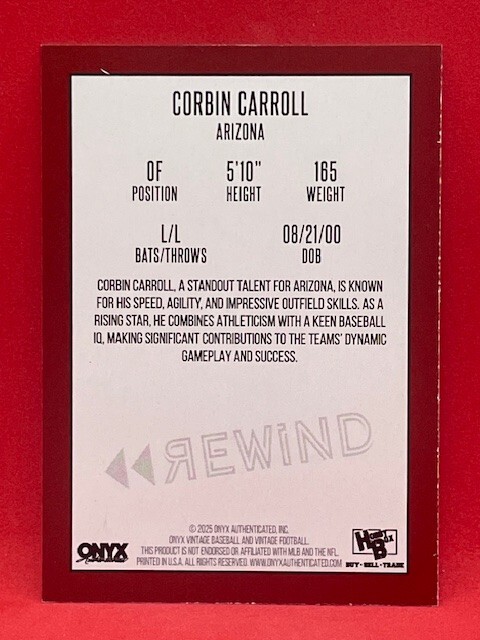 CORBIN CARROLL
ARIZONA
OF 5'10" 165
POSITION HEIGHT WEIGHT
L/L 08/21/00
BATS/THROWS DOB
CORBIN CARROLL, A STANDOUT TALENT FOR ARIZONA, IS KNOWN
FOR HIS SPEED, AGILITY, AND IMPRESSIVE OUTFIELD SKILLS. AS A
RISING STAR, HE COMBINES ATHLETICISM WITH A KEEN BASEBALL
IQ, MAKING SIGNIFICANT CONTRIBUTIONS TO THE TEAMS' DYNAMIC
GAMEPLAY AND SUCCESS.
REWIND
© 2025 ONYX AUTHENTICATED, INC.
ONYX VINTAGE BASEBALL AND VINTAGE FOOTBALL.
THIS PRODUCT IS NOT ENDORSED OR AFFILIATED WITH MLB AND THE NFL.
PRINTED IN U.S.A. ALL RIGHTS RESERVED. WWW.ONYXAUTHENTICATED.COM
ONYX
Authenticated
HOBBY BOX
BUY - SELL - TRADE